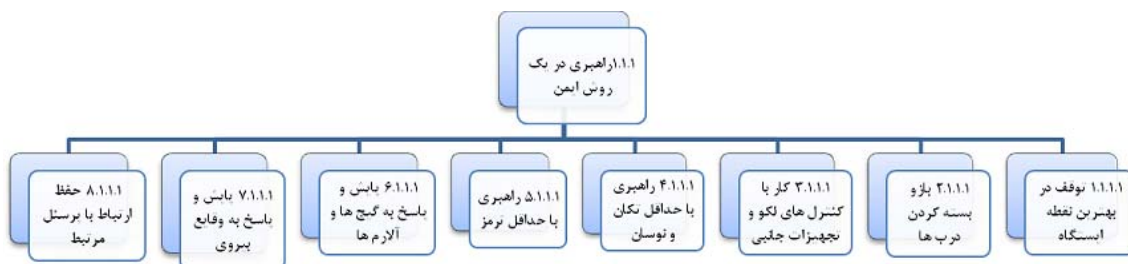 ۱.۱.۱راهبری در یک
روش ایمن
۱.۱.۱.۱ توقف در
بهترین نقطه
ایستگاه
۲.۱.۱.۱ باز و
بسته کردن
درب ها
۳.۱.۱.۱ کار با
کنترل های لکو و
تجهیزات جانبی
۴.۱.۱.۱ راهبری
با حداقل تکان
و نوسان
۵.۱.۱.۱ راهبری
با حداقل ترمز
۶.۱.۱.۱ پایش و
پاسخ به گیج ها و
آلارم ها
۷.۱.۱.۱ پایش و
پاسخ به وقایع
بیروی
۸.۱.۱.۱ حفظ
ارتباط با پرسنل
مرتبط